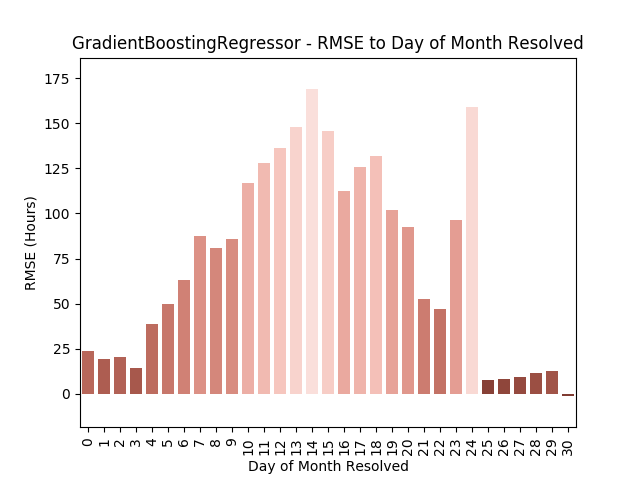 GradientBoostingRegressor - RMSE to Day of Month Resolved
RMSE (Hours)
175
150
125
100
75
50
25
0
0 1 2 3 4 5 6 7 8 9 10 11 12 13 14 15 16 17 18 19 20 21 22 23 24 25 26 27 28 29 30
Day of Month Resolved